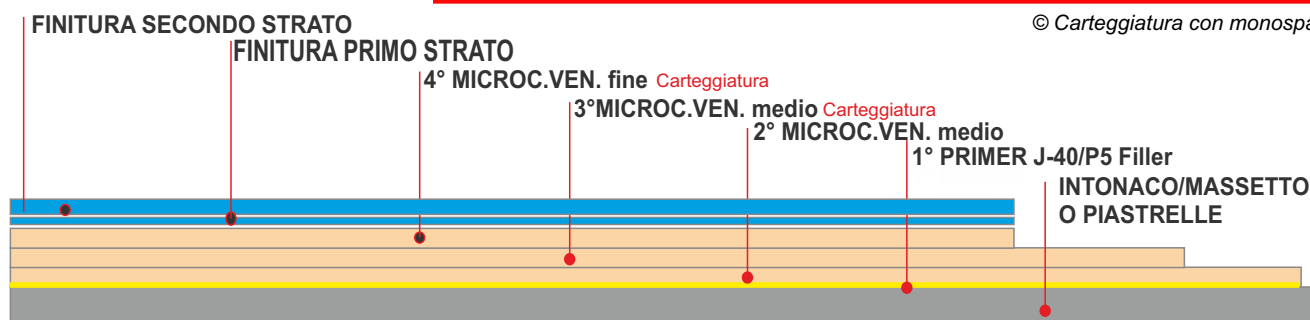 © Carteggiatura con monospa
FINITURA SECONDO STRATO
FINITURA PRIMO STRATO
4° MICROC.VEN. fine Carteggiatura
3°MICROC.VEN. medio Carteggiatura
2° MICROC.VEN. medio
1° PRIMER J-40/P5 Filler
INTONACO/MASSETTO
O PIASTRELLE